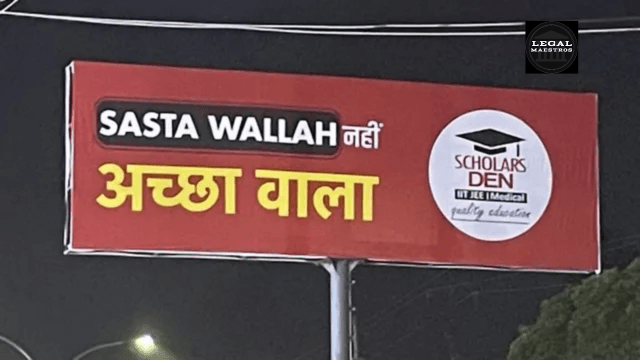 LEGAL
MAESTROS
SASTA WALLAH नहीं
अच्छा वाला
SCHOLARS
DEN
IIT JEE | Medical
quality education